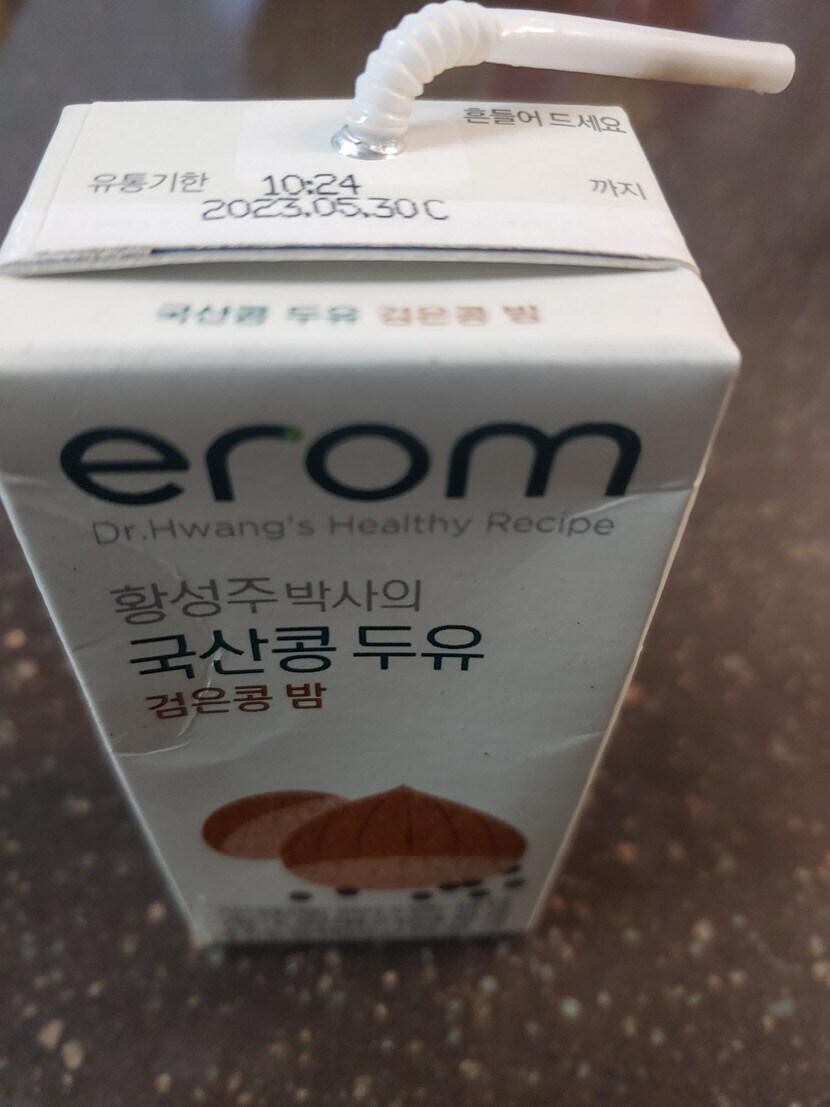 흔들어 드세요
유통기한 10:24 까지
2023.05.30 C
국산콩 두유 검은콩 밤
erom
Dr.Hwang's Healthy Recipe
황성주 박사의
국산콩 두유
검은콩 밤